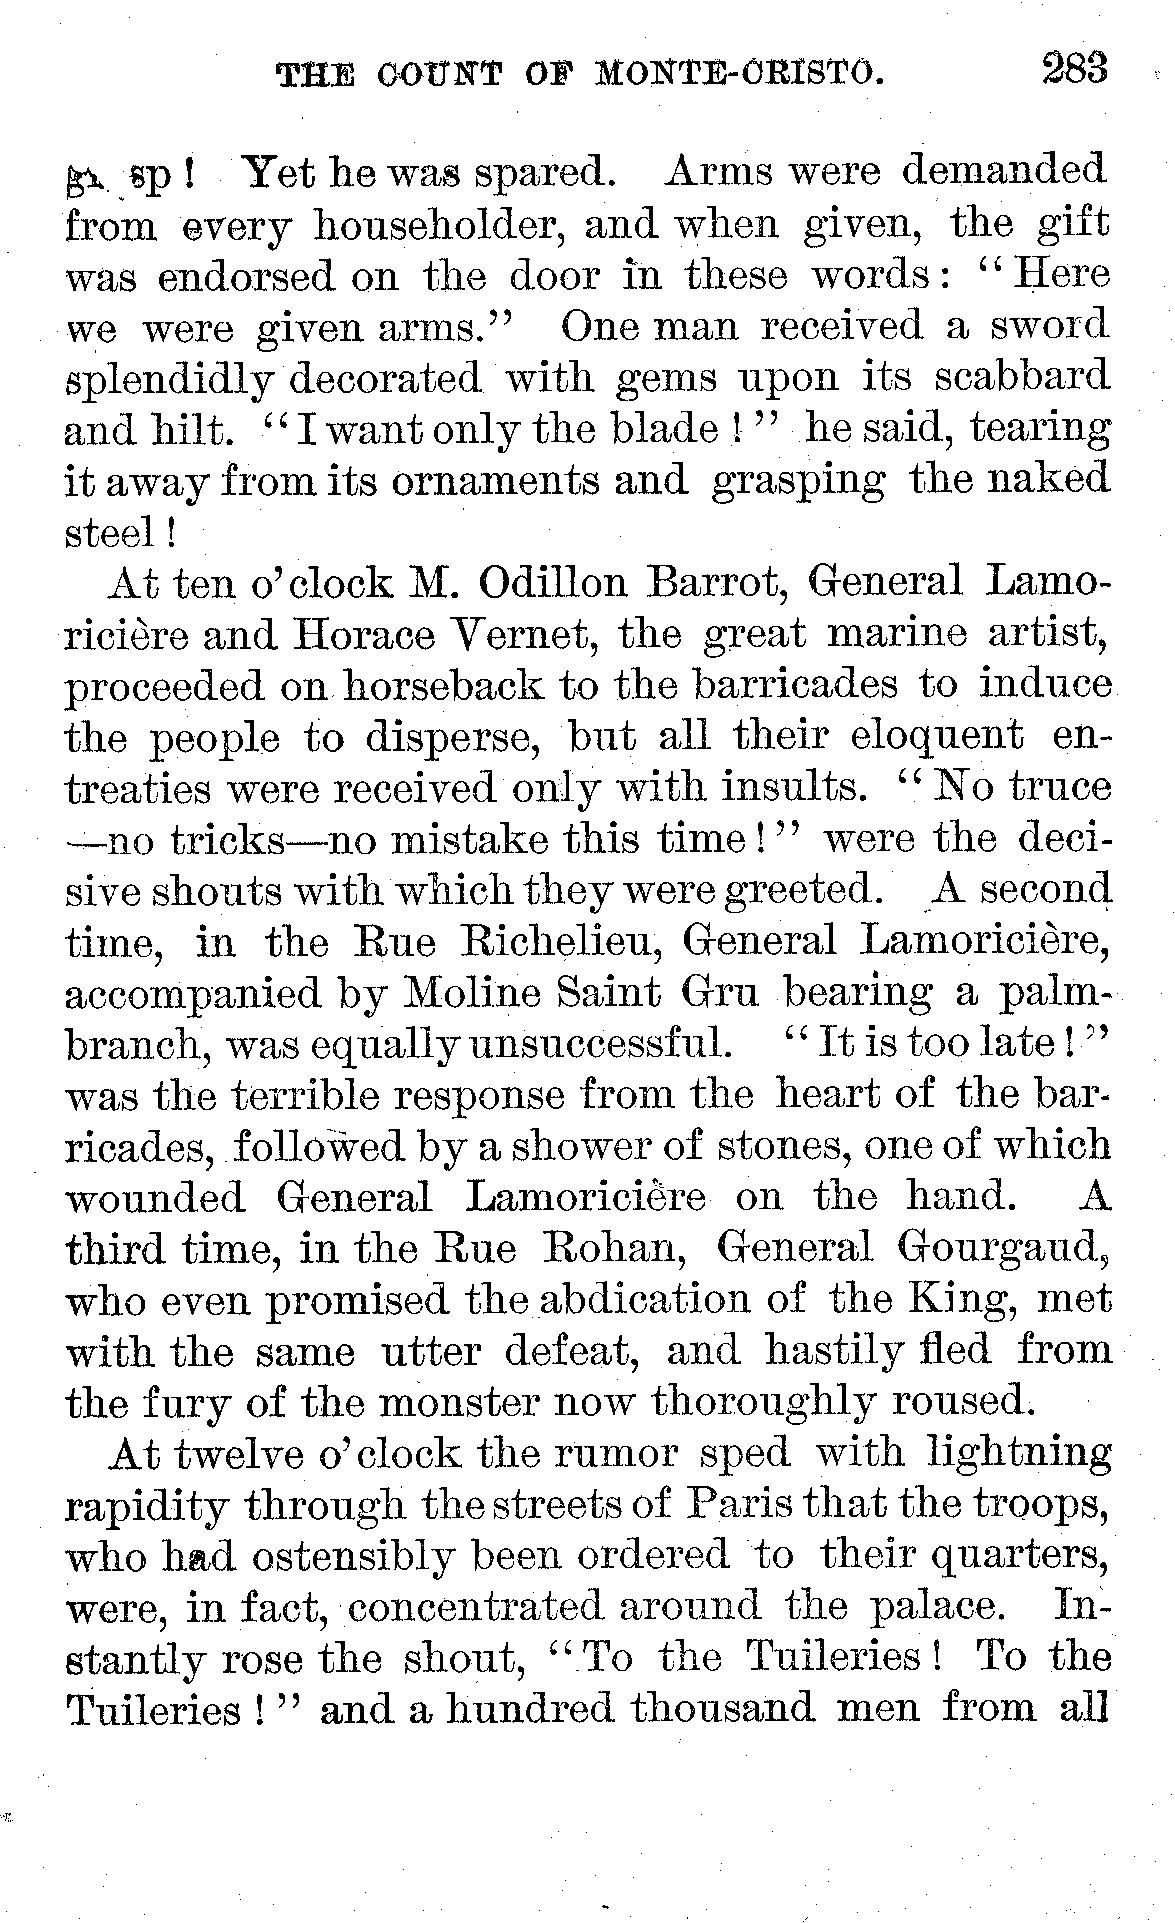 THE COUNT OF MONTE-CRISTO. 283
sp! Yet he was spared. Arms were demanded
from every householder, and when given, the gift
was endorsed on the door in these words: “Here
we were given arms.” One man received a sword
splendidly decorated with gems upon its scabbard
and hilt. “I want only the blade!” he said, tearing
it away from its ornaments and grasping the naked
steel!
At ten o’clock M. Odillon Barrot, General Lamo-
ricière and Horace Vernet, the great marine artist,
proceeded on horseback to the barricades to induce
the people to disperse, but all their eloquent en-
treaties were received only with insults. “No truce
—no tricks—no mistake this time!” were the deci-
sive shouts with which they were greeted. A second
time, in the Rue Richelieu, General Lamoricière,
accompanied by Moline Saint Gru bearing a palm-
branch, was equally unsuccessful. “It is too late!”
was the terrible response from the heart of the bar-
ricades, followed by a shower of stones, one of which
wounded General Lamoricière on the hand. A
third time, in the Rue Rohan, General Gourgaud,
who even promised the abdication of the King, met
with the same utter defeat, and hastily fled from
the fury of the monster now thoroughly roused.
At twelve o’clock the rumor sped with lightning
rapidity through the streets of Paris that the troops,
who had ostensibly been ordered to their quarters,
were, in fact, concentrated around the palace. In-
stantly rose the shout, “To the Tuileries! To the
Tuileries!” and a hundred thousand men from all